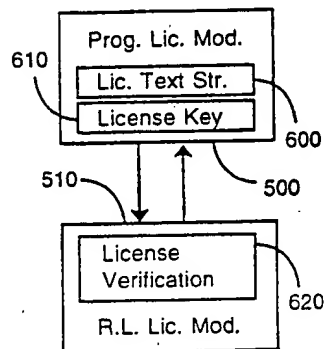 Prog. Lic. Mod.
610
Lic. Text Str.
License Key
600
510
500
License
Verification
620
R.L. Lic. Mod.